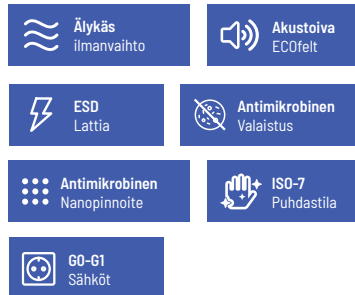 Älykäs
ilmanvaihto
Akustoiva
ECOfelt
ESD
Lattia
Antimikrobinen
Valaistus
Antimikrobinen
Nanopinnoite
ISO-7
Puhdastila
G0-G1
Sähköt